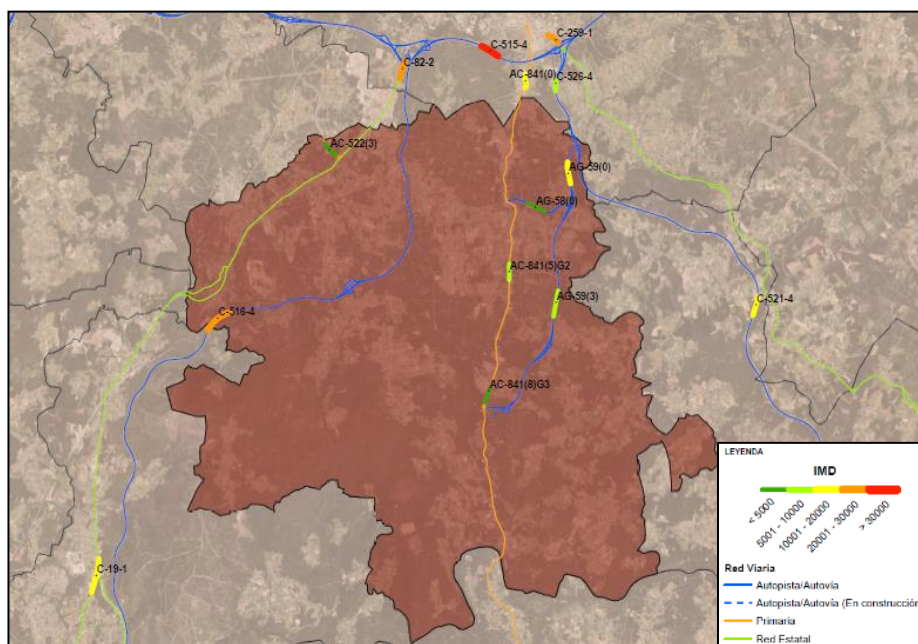 C-259-1
C-515-4
C-82-2
AC-841(0)
C-526-4
AC-522(3)
AG-59(0)
AG-58(0)
AC-841(5)G2
AG-59(3)
C-521-4
C-516-4
AC-841(8)G3
C-19-1
LEYENDA
IMD
< 5000
5001 - 10000
10001 - 20000
20001 - 30000
> 30000
Red Viaria
Autopista/Autovía
Autopista/Autovía (En construcción
Primaria
Red Estatal